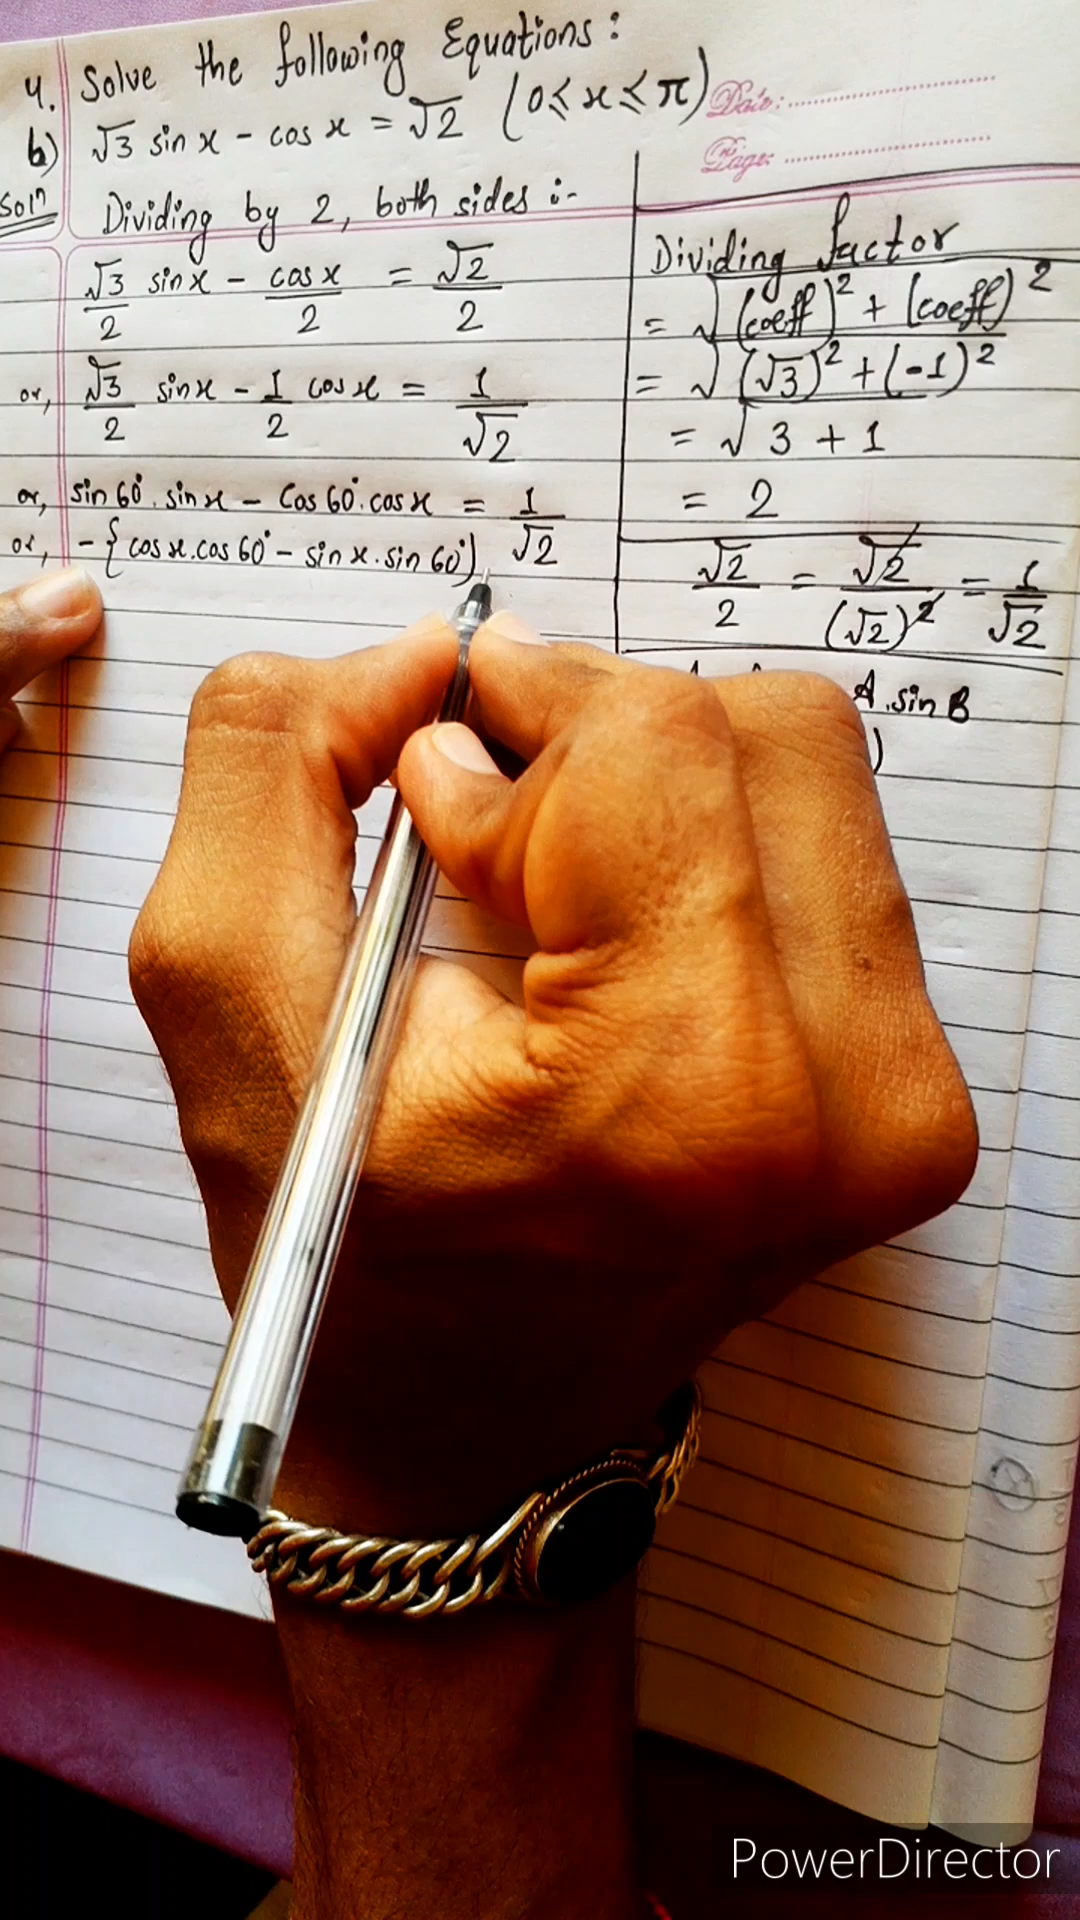 4. Solve the following Equations:
b) √3 sin x - cos x = √2 (0 ≤ x ≤ π)
Date:
Page:
Solⁿ Dividing by 2, both sides :-
√3/2 sin x - cos x/2 = √2/2
or, √3/2 sin x - 1/2 cos x = 1/√2
or, sin 60°. sin x - Cos 60°. cos x = 1/√2
or, - {cos x. cos 60° - sin x. sin 60°}
Dividing factor
= √(coeff)² + (coeff)²
= √(√3)² + (-1)²
= √3 + 1
= 2
√2/2 = √2/(√2)² = 1/√2
A. sin B
)
PowerDirector